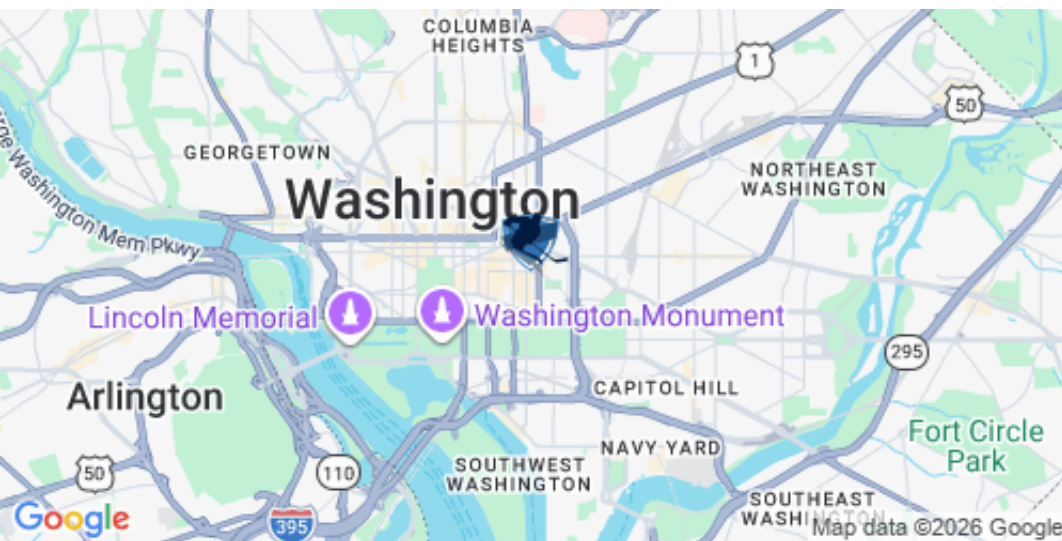 COLUMBIA
HEIGHTS
1
50
GEORGETOWN
NORTHEAST
WASHINGTON
Washington
Washington Mem Pkwy
Lincoln Memorial
Washington Monument
295
Arlington
CAPITOL HILL
Fort Circle
Park
NAVY YARD
50
110
SOUTHWEST
WASHINGTON
SOUTHEAST
Google
395
Map data ©2026 Google